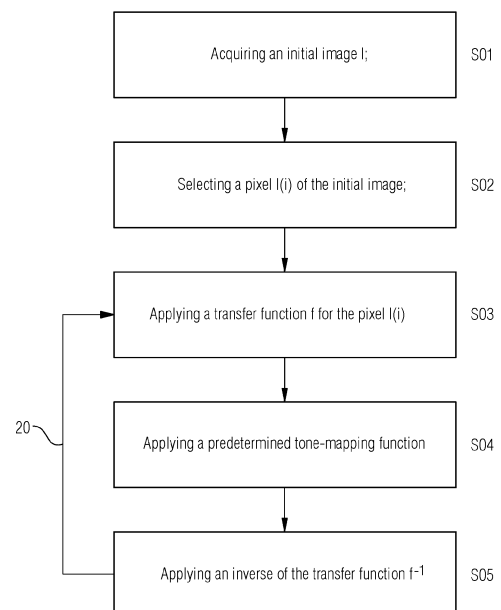 Acquiring an initial image I;
S01
Selecting a pixel I(i) of the initial image;
S02
Applying a transfer function f for the pixel I(i)
S03
20
Applying a predetermined tone-mapping function
S04
Applying an inverse of the transfer function f⁻¹
S05